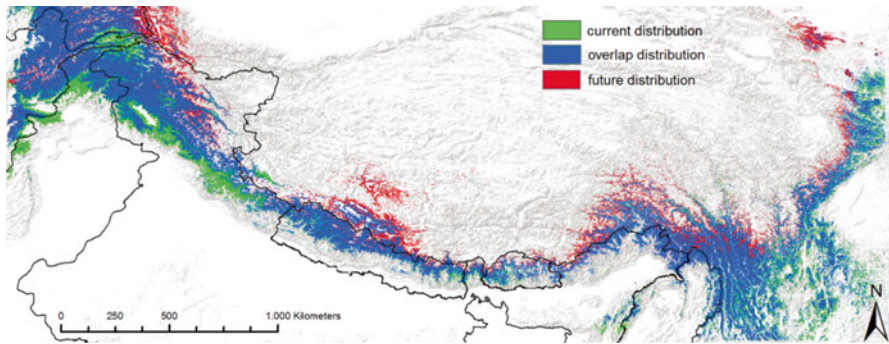 current distribution
overlap distribution
future distribution
N
0 250 500 1.000 Kilometers